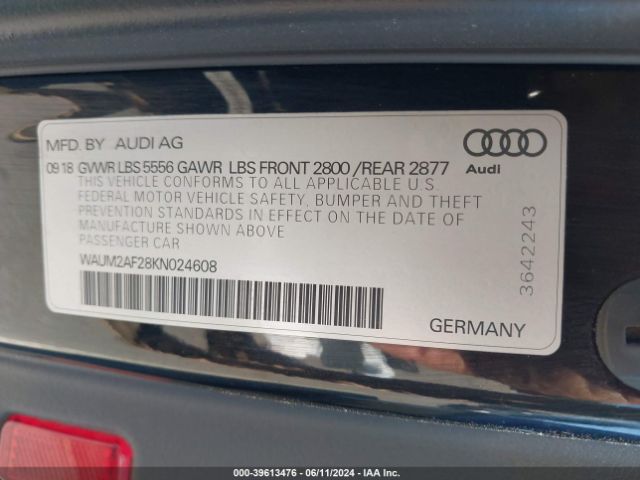 MFD. BY AUDI AG
Audi
09 18 GVWR LBS 5556 GAWR LBS FRONT 2800 /REAR 2877
THIS VEHICLE CONFORMS TO ALL APPLICABLE U.S.
FEDERAL MOTOR VEHICLE SAFETY, BUMPER AND THEFT
PREVENTION STANDARDS IN EFFECT ON THE DATE OF
MANUFACTURE SHOWN ABOVE
PASSENGER CAR
WAUM2AF28KN024608
3642243
GERMANY
000-39613476 - 06/11/2024 - IAA Inc.